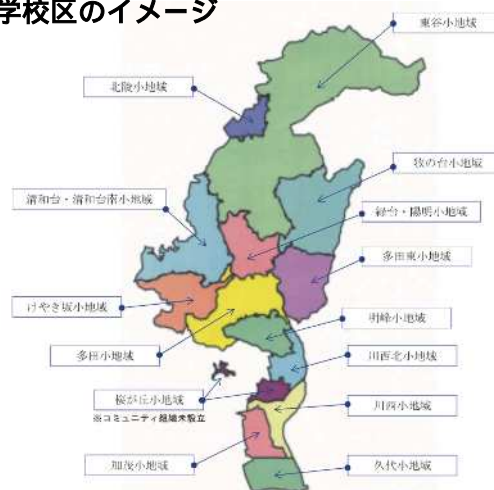 学校区のイメージ
東谷小地域
北陵小地域
牧の台小地域
清和台・清和台南小地域
緑台・陽明小地域
多田東小地域
けやき坂小地域
明峰小地域
多田小地域
川西北小地域
桜が丘小地域
※コミュニティ組織未設立
川西小地域
加茂小地域
久代小地域